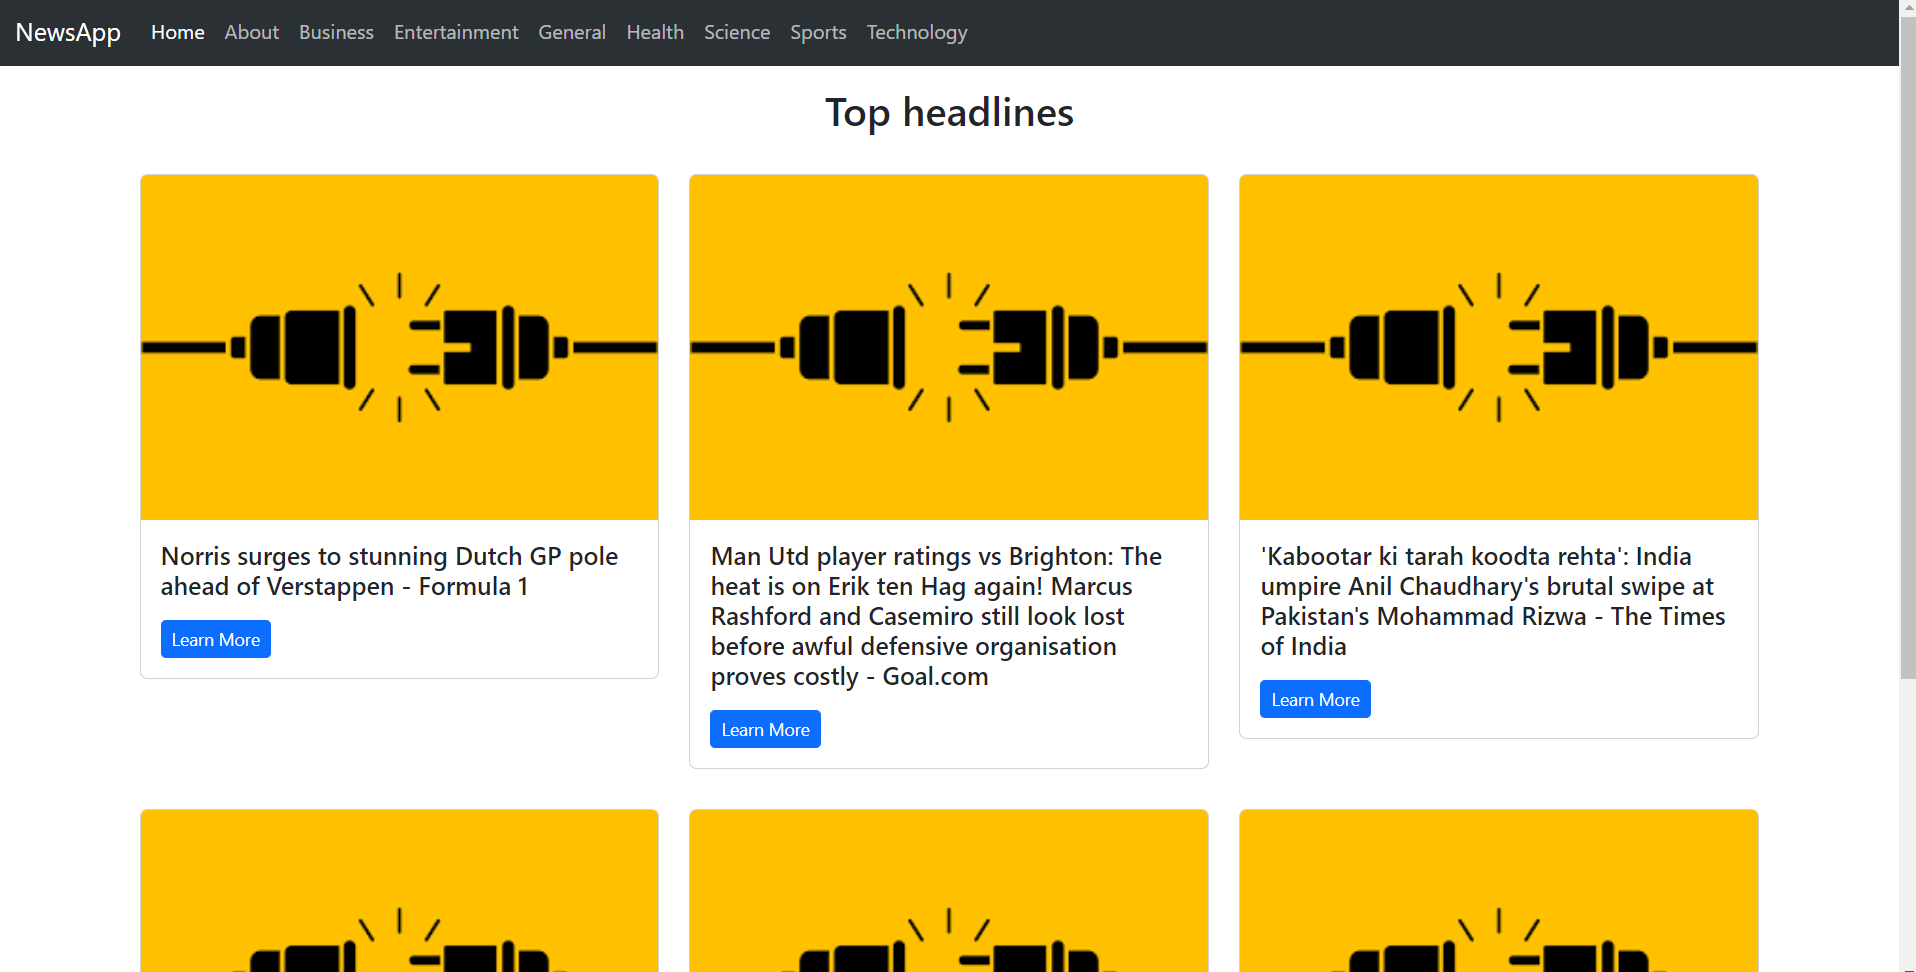 NewsApp Home About Business Entertainment General Health Science Sports Technology
Top headlines
Norris surges to stunning Dutch GP pole
ahead of Verstappen - Formula 1
Learn More
Man Utd player ratings vs Brighton: The
heat is on Erik ten Hag again! Marcus
Rashford and Casemiro still look lost
before awful defensive organisation
proves costly - Goal.com
Learn More
'Kabootar ki tarah koodta rehta': India
umpire Anil Chaudhary's brutal swipe at
Pakistan's Mohammad Rizwa - The Times
of India
Learn More